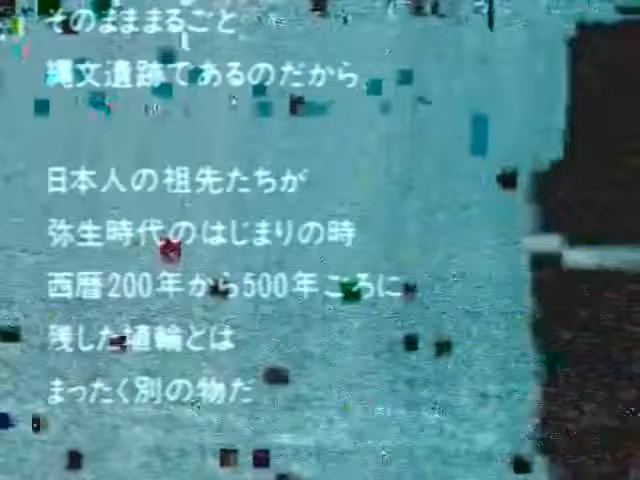 そのまままるごと
縄文遺跡であるのだから
日本人の祖先たちが
弥生時代のはじまりの時
西暦200年から500年ごろに
残した埴輪とは
まったく別の物だ